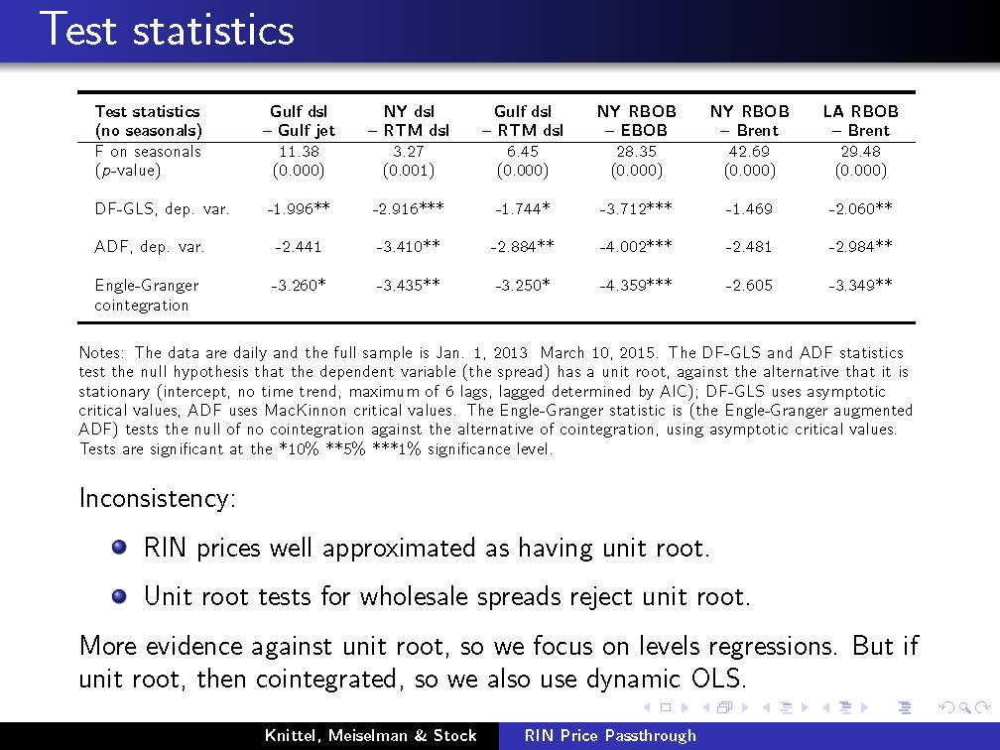 Test statistics
Test statistics Gulf dsl NY dsl Gulf dsl NY RBOB NY RBOB LA RBOB
(no seasonals) – Gulf jet – RTM dsl – RTM dsl – EBOB – Brent – Brent
F on seasonals 11.38 3.27 6.45 28.35 42.69 29.48
(p-value) (0.000) (0.001) (0.000) (0.000) (0.000) (0.000)
DF-GLS, dep. var. -1.996** -2.916*** -1.744* -3.712*** -1.469 -2.060**
ADF, dep. var. -2.441 -3.410** -2.884** -4.002*** -2.481 -2.984**
Engle-Granger -3.260* -3.435** -3.250* -4.359*** -2.605 -3.349**
cointegration
Notes: The data are daily and the full sample is Jan. 1, 2013 March 10, 2015. The DF-GLS and ADF statistics
test the null hypothesis that the dependent variable (the spread) has a unit root, against the alternative that it is
stationary (intercept, no time trend, maximum of 6 lags, lagged determined by AIC); DF-GLS uses asymptotic
critical values, ADF uses MacKinnon critical values. The Engle-Granger statistic is (the Engle-Granger augmented
ADF) tests the null of no cointegration against the alternative of cointegration, using asymptotic critical values.
Tests are significant at the *10% **5% ***1% significance level.
Inconsistency:
RIN prices well approximated as having unit root.
Unit root tests for wholesale spreads reject unit root.
More evidence against unit root, so we focus on levels regressions. But if
unit root, then cointegrated, so we also use dynamic OLS.
Knittel, Meiselman & Stock RIN Price Passthrough